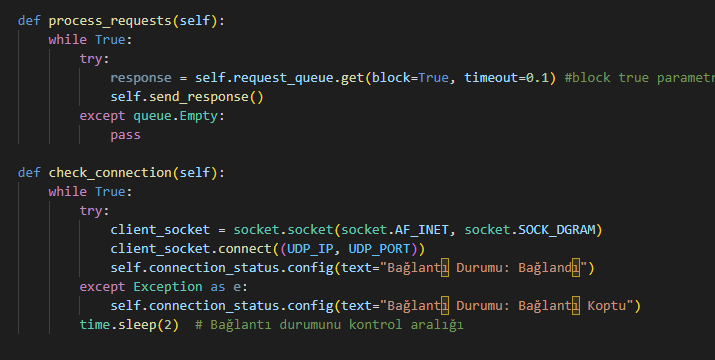 def process_requests(self):
    while True:
        try:
            response = self.request_queue.get(block=True, timeout=0.1) #block true parametr
            self.send_response()
        except queue.Empty:
            pass

def check_connection(self):
    while True:
        try:
            client_socket = socket.socket(socket.AF_INET, socket.SOCK_DGRAM)
            client_socket.connect((UDP_IP, UDP_PORT))
            self.connection_status.config(text="Bağlantı Durumu: Bağlandı")
        except Exception as e:
            self.connection_status.config(text="Bağlantı Durumu: Bağlantı Koptu")
        time.sleep(2)  # Bağlantı durumunu kontrol aralığı